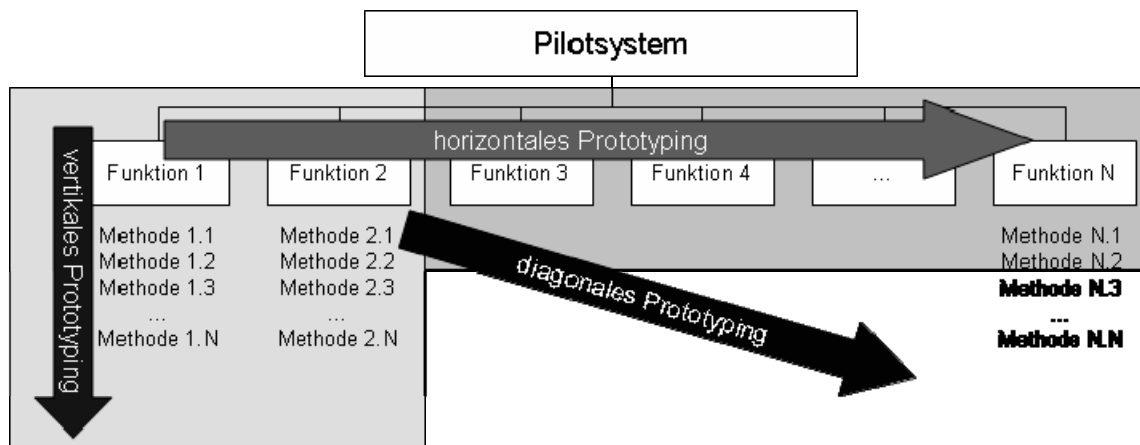 Pilotsystem
horizontales Prototyping
vertikales Prototyping
Funktion 1
Funktion 2
Funktion 3
Funktion 4
...
Funktion N
Methode 1.1
Methode 1.2
Methode 1.3
...
Methode 1.N
Methode 2.1
Methode 2.2
Methode 2.3
...
Methode 2.N
diagonales Prototyping
Methode N.1
Methode N.2
Methode N.3
...
Methode N.N